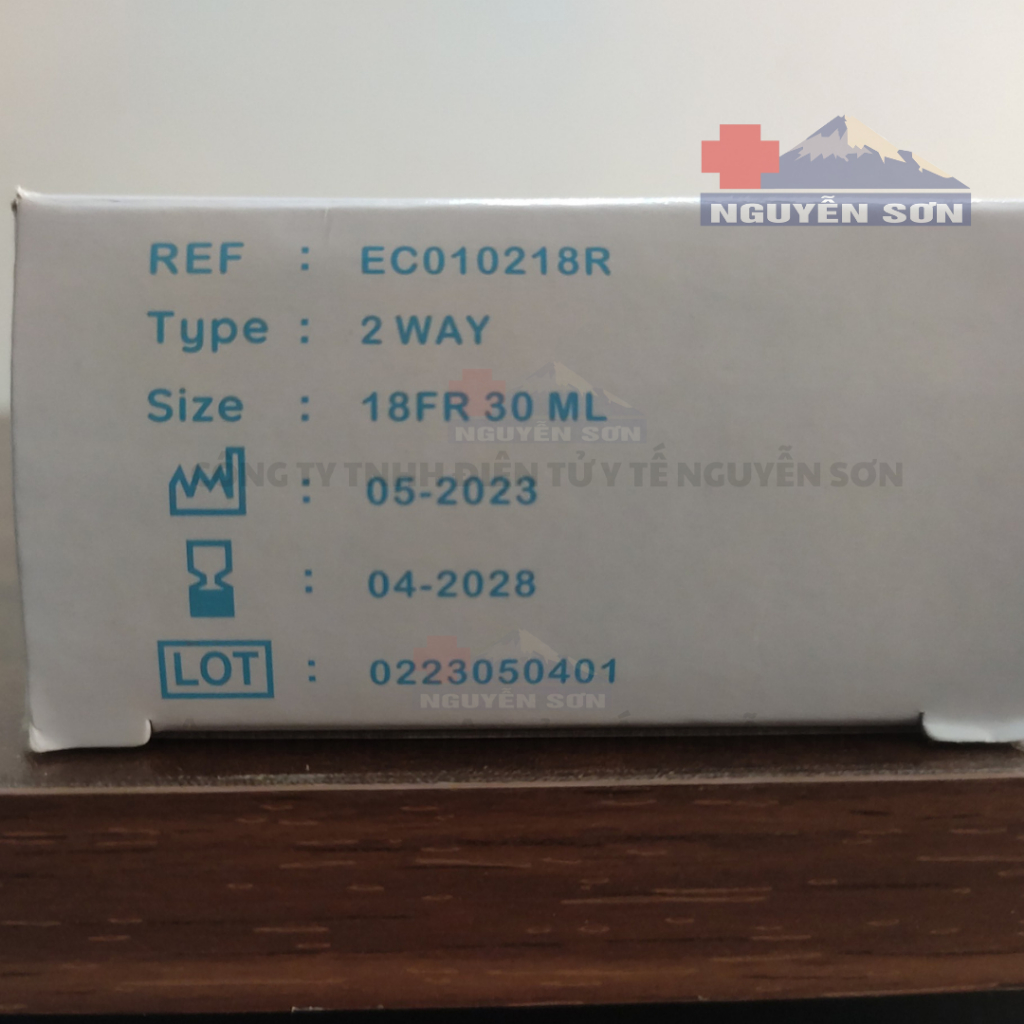 NGUYỄN SƠN
REF : EC010218R
Type : 2 WAY
Size : 18FR 30 ML
NGUYỄN SƠN
CÔNG TY TNHH ĐIỆN TỬ Y TẾ NGUYỄN SƠN
: 05-2023
: 04-2028
LOT : 0223050401
NGUYỄN SƠN